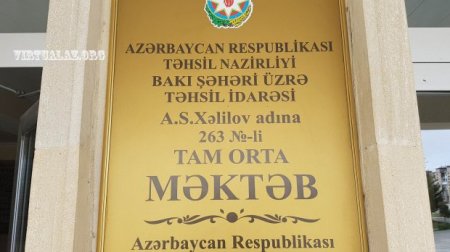 VIRTUALAZ.ORG
AZƏRBAYCAN RESPUBLİKASI
TƏHSİL NAZİRLİYİ
BAKI ŞƏHƏRİ ÜZRƏ
TƏHSİL İDARƏSİ
A.S.Xəlilov adına
263 №-li
TAM ORTA
MƏKTƏB
Azərbaycan Respublikası